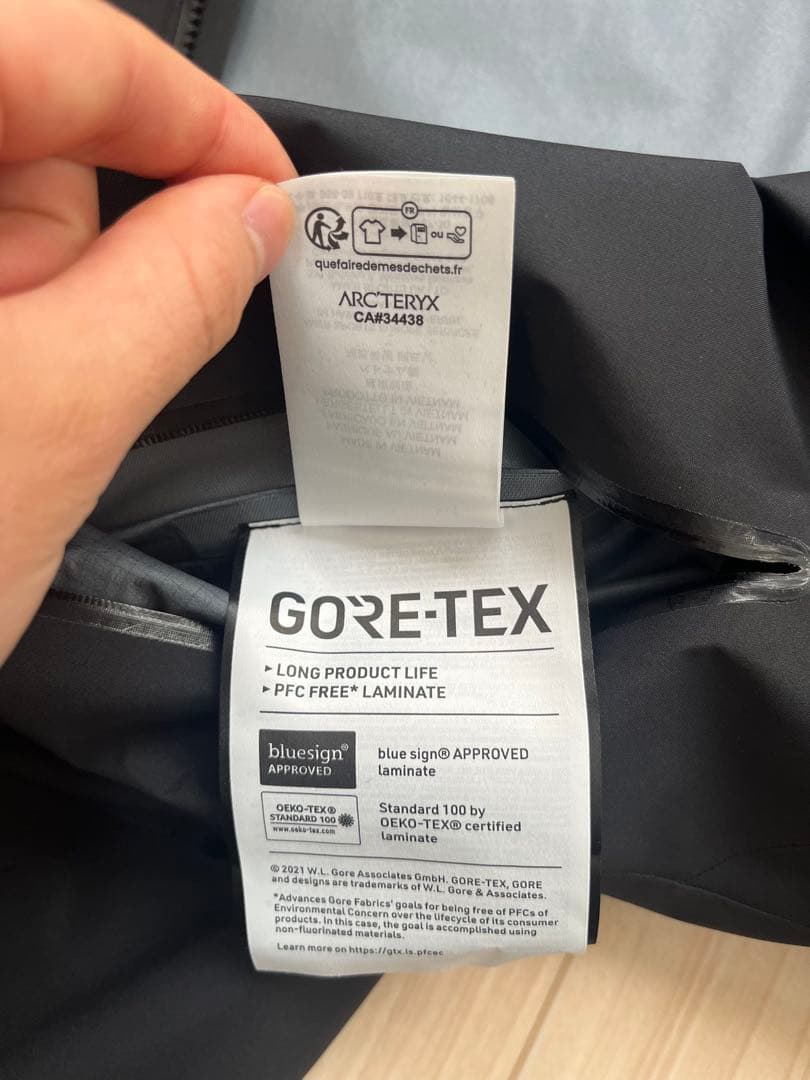 FR
OU
quefairedemesdechets.fr
ARC'TERYX
CA#34438
GORE-TEX
▸ LONG PRODUCT LIFE
▸ PFC FREE* LAMINATE
bluesign®
APPROVED
blue sign® APPROVED
laminate
OEKO-TEX®
STANDARD 100
www.oeko-tex.com
Standard 100 by
OEKO-TEX® certified
laminate
© 2021 W.L. Gore Associates GmbH. GORE-TEX, GORE
and designs are trademarks of W.L. Gore & Associates.
*Advances Gore Fabrics' goals for being free of PFCs of
Environmental Concern over the lifecycle of its consumer
products. In this case, the goal is accomplished using
non-fluorinated materials.
Learn more on https://gtx.ls.pfcec